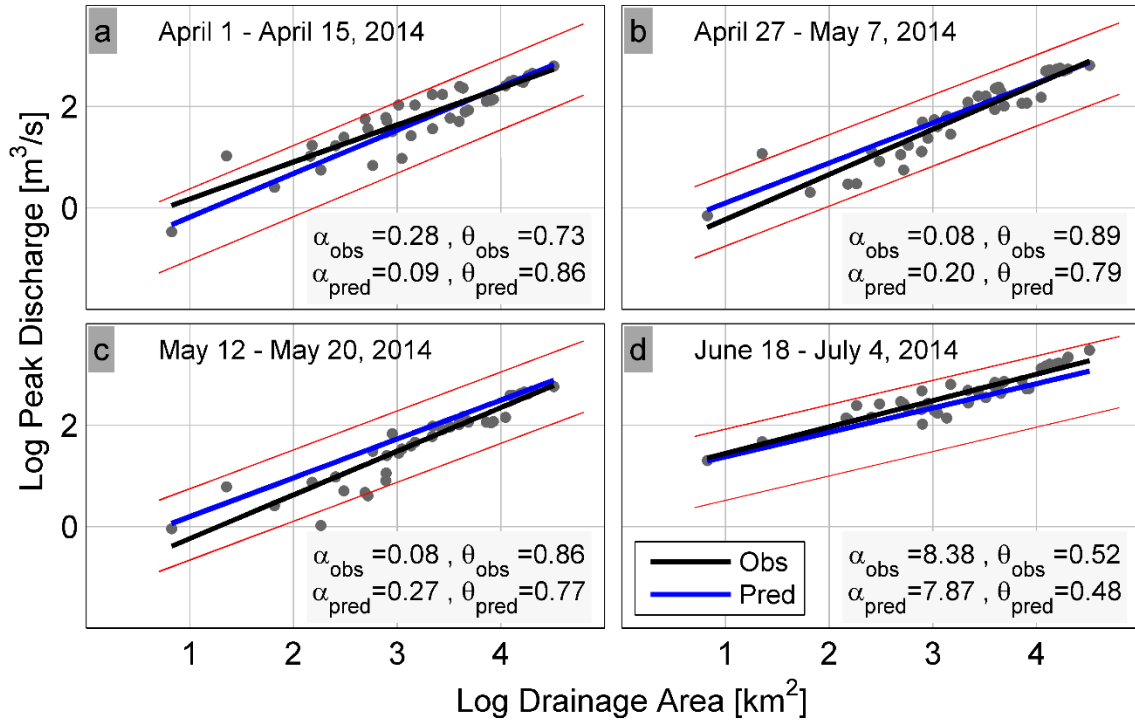 a
April 1 - April 15, 2014
α_obs =0.28 , θ_obs=0.73
α_pred=0.09 , θ_pred=0.86
b
April 27 - May 7, 2014
α_obs =0.08 , θ_obs=0.89
α_pred=0.20 , θ_pred=0.79
2
0
c
May 12 - May 20, 2014
α_obs =0.08 , θ_obs=0.86
α_pred=0.27 , θ_pred=0.77
d
June 18 - July 4, 2014
Obs
Pred
α_obs =8.38 , θ_obs=0.52
α_pred=7.87 , θ_pred=0.48
2
0
1 2 3 4
1 2 3 4
Log Peak Discharge [m³/s]
Log Drainage Area [km²]